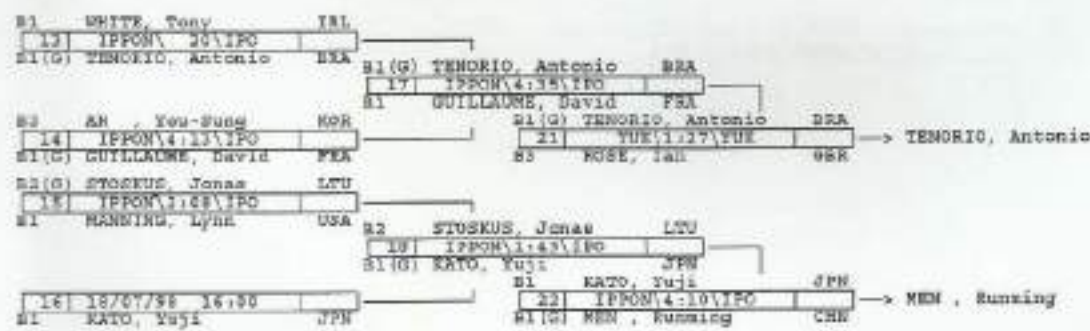 B1 WHITE, Tony IRL
13 IPPON\ 20\IPO
B1(G) TENORIO, Antonio BRA
B1(G) TENORIO, Antonio BRA
17 IPPON\4:35\IPO
B1 GUILLAUME, David FRA
B3 AN , You-Sung KOR
14 IPPON\4:13\IPO
B1(G) GUILLAUME, David FRA
B1(G) TENORIO, Antonio BRA
21 YUK\1:27\YUK
B3 ROSE, Ian GBR
TENORIO, Antonio
B2(G) STOSKUS, Jonas LTU
15 IPPON\1:08\IPO
B1 MANNING, Lynn USA
B2 STOSKUS, Jonas LTU
18 IPPON\1:43\IPO
B1(G) KATO, Yuji JPN
16 18/07/98 16:00
B1 KATO, Yuji JPN
B1 KATO, Yuji JPN
22 IPPON\4:10\IPO
B1(G) MEN , Runming CHN
MEN , Runming